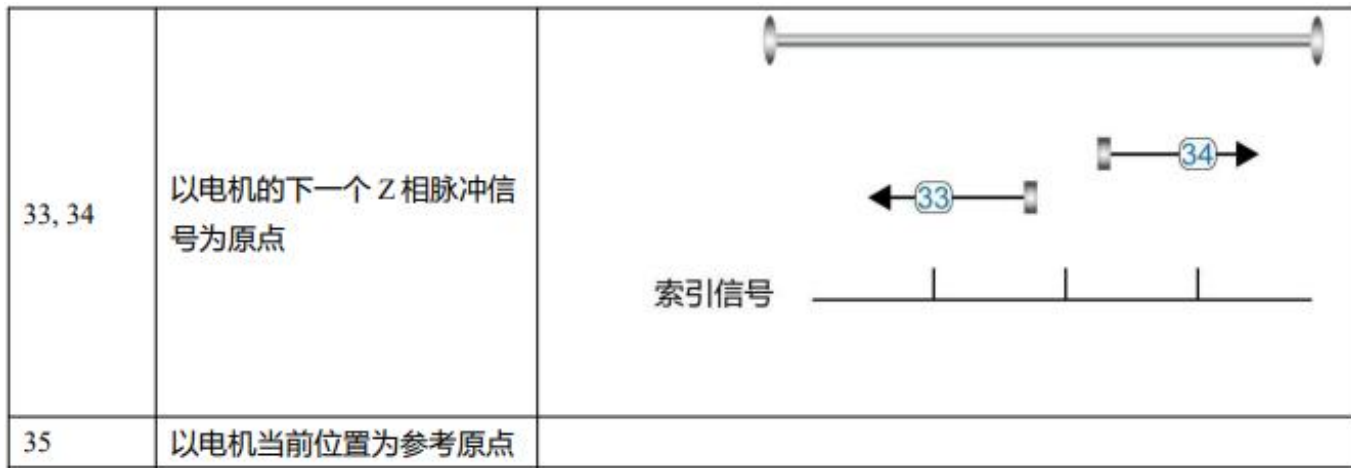 33, 34
以电机的下一个 Z 相脉冲信
号为原点
34
33
索引信号
35
以电机当前位置为参考原点